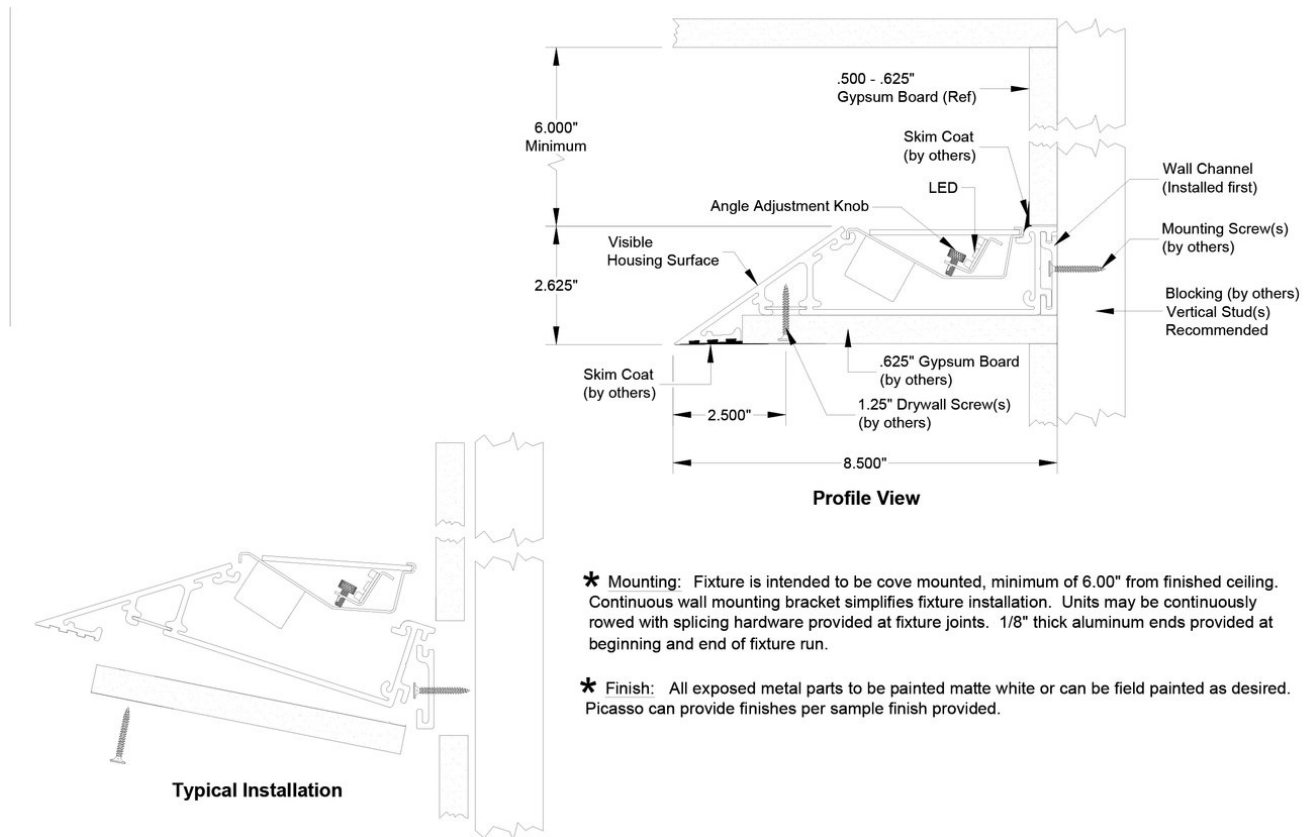 .500 - .625"
Gypsum Board (Ref)
6.000"
Minimum
Skim Coat
(by others)
LED
Wall Channel
(Installed first)
Angle Adjustment Knob
Mounting Screw(s)
(by others)
Visible
Housing Surface
2.625"
Blocking (by others)
Vertical Stud(s)
Recommended
Skim Coat
(by others)
.625" Gypsum Board
(by others)
2.500"
1.25" Drywall Screw(s)
(by others)
8.500"
Profile View
* Mounting: Fixture is intended to be cove mounted, minimum of 6.00" from finished ceiling.
Continuous wall mounting bracket simplifies fixture installation. Units may be continuously
rowed with splicing hardware provided at fixture joints. 1/8" thick aluminum ends provided at
beginning and end of fixture run.
* Finish: All exposed metal parts to be painted matte white or can be field painted as desired.
Picasso can provide finishes per sample finish provided.
Typical Installation